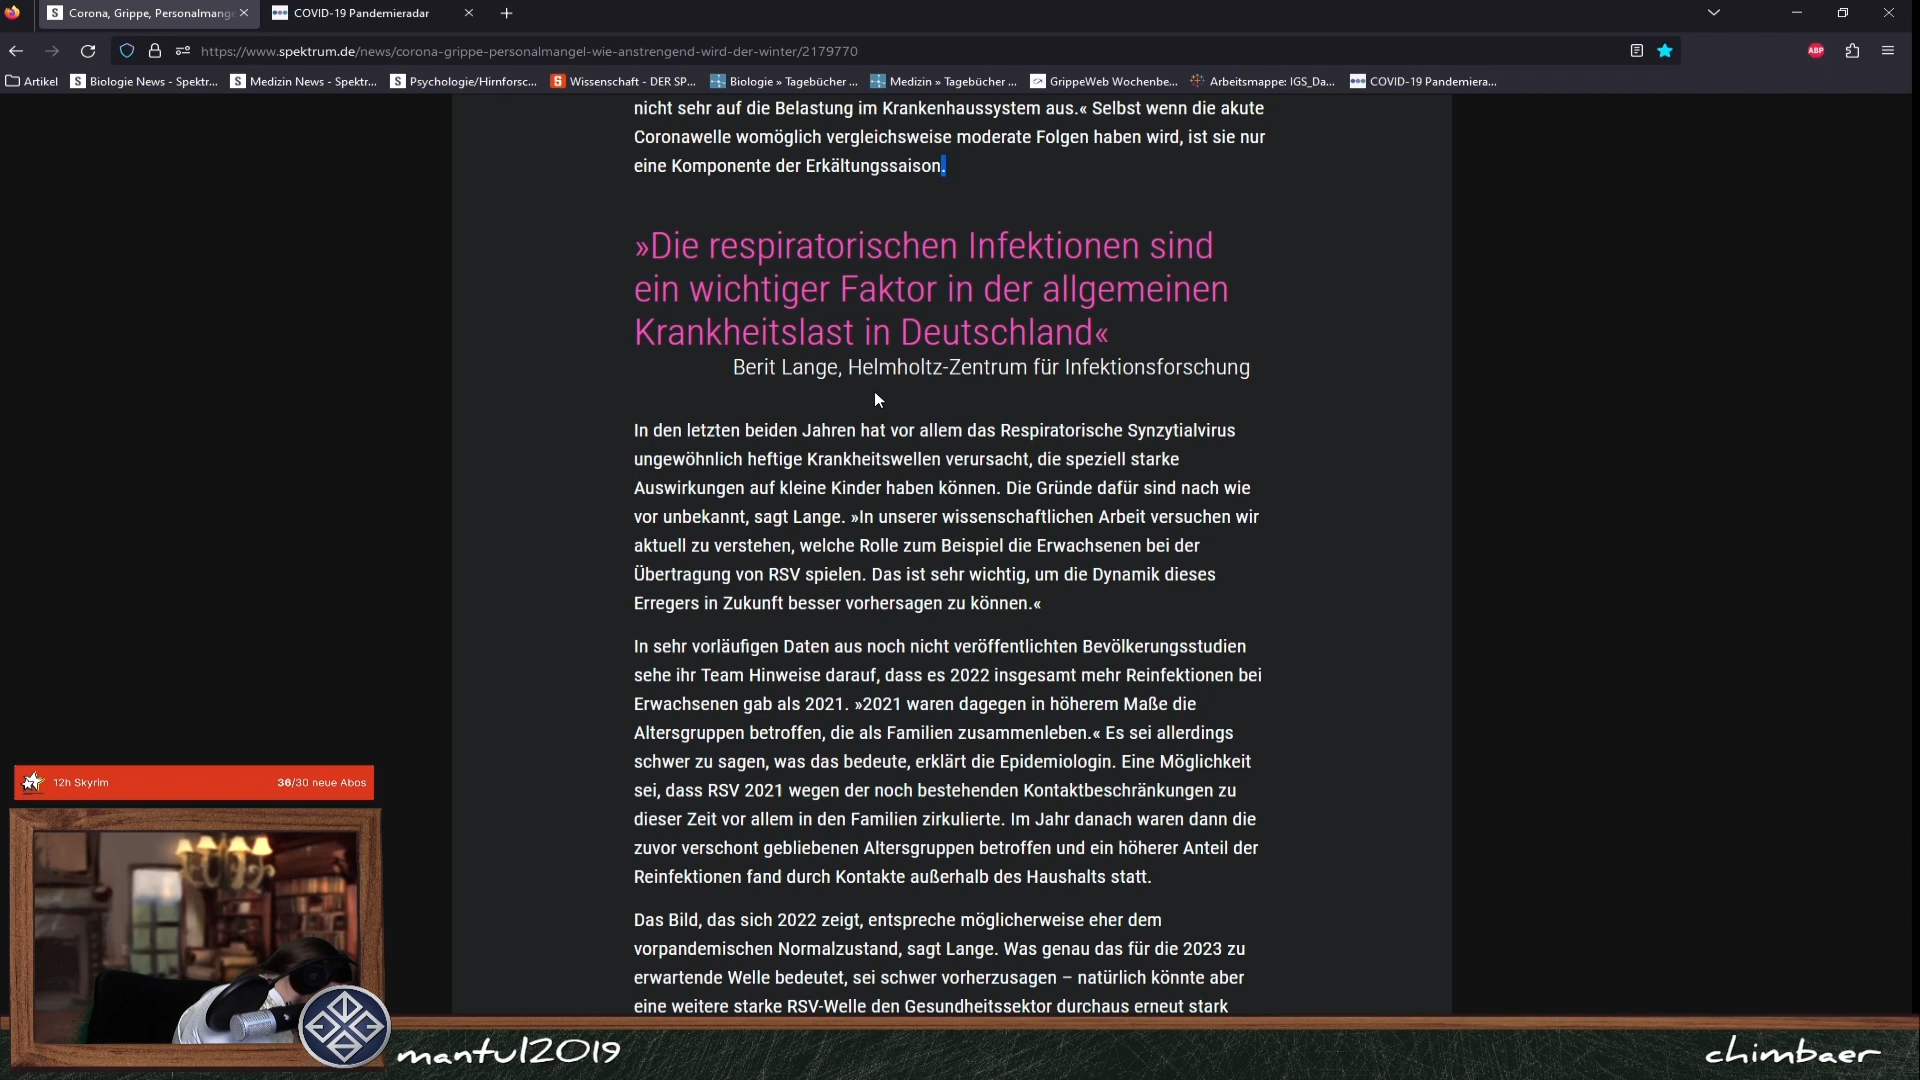 Corona, Grippe, Personalmange
COVID-19 Pandemieradar
https://www.spektrum.de/news/corona-grippe-personalmangel-wie-anstrengend-wird-der-winter/2179770
ABP
Artikel
Biologie News - Spektr...
Medizin News - Spektr...
Psychologie/Hirnforsc...
Wissenschaft - DER SP...
Biologie » Tagebücher ...
Medizin » Tagebücher ...
GrippeWeb Wochenbe...
Arbeitsmappe: IGS_Da...
COVID-19 Pandemiera...
nicht sehr auf die Belastung im Krankenhaussystem aus.« Selbst wenn die akute
Coronawelle womöglich vergleichsweise moderate Folgen haben wird, ist sie nur
eine Komponente der Erkältungssaison.
»Die respiratorischen Infektionen sind
ein wichtiger Faktor in der allgemeinen
Krankheitslast in Deutschland«
Berit Lange, Helmholtz-Zentrum für Infektionsforschung
In den letzten beiden Jahren hat vor allem das Respiratorische Synzytialvirus
ungewöhnlich heftige Krankheitswellen verursacht, die speziell starke
Auswirkungen auf kleine Kinder haben können. Die Gründe dafür sind nach wie
vor unbekannt, sagt Lange. »In unserer wissenschaftlichen Arbeit versuchen wir
aktuell zu verstehen, welche Rolle zum Beispiel die Erwachsenen bei der
Übertragung von RSV spielen. Das ist sehr wichtig, um die Dynamik dieses
Erregers in Zukunft besser vorhersagen zu können.«
In sehr vorläufigen Daten aus noch nicht veröffentlichten Bevölkerungsstudien
sehe ihr Team Hinweise darauf, dass es 2022 insgesamt mehr Reinfektionen bei
Erwachsenen gab als 2021. »2021 waren dagegen in höherem Maße die
Altersgruppen betroffen, die als Familien zusammenleben.« Es sei allerdings
schwer zu sagen, was das bedeute, erklärt die Epidemiologin. Eine Möglichkeit
sei, dass RSV 2021 wegen der noch bestehenden Kontaktbeschränkungen zu
dieser Zeit vor allem in den Familien zirkulierte. Im Jahr danach waren dann die
zuvor verschont gebliebenen Altersgruppen betroffen und ein höherer Anteil der
Reinfektionen fand durch Kontakte außerhalb des Haushalts statt.
Das Bild, das sich 2022 zeigt, entspreche möglicherweise eher dem
vorpandemischen Normalzustand, sagt Lange. Was genau das für die 2023 zu
erwartende Welle bedeutet, sei schwer vorherzusagen – natürlich könnte aber
eine weitere starke RSV-Welle den Gesundheitssektor durchaus erneut stark
12h Skyrim
36/30 neue Abos
mantul2019
chimbaer